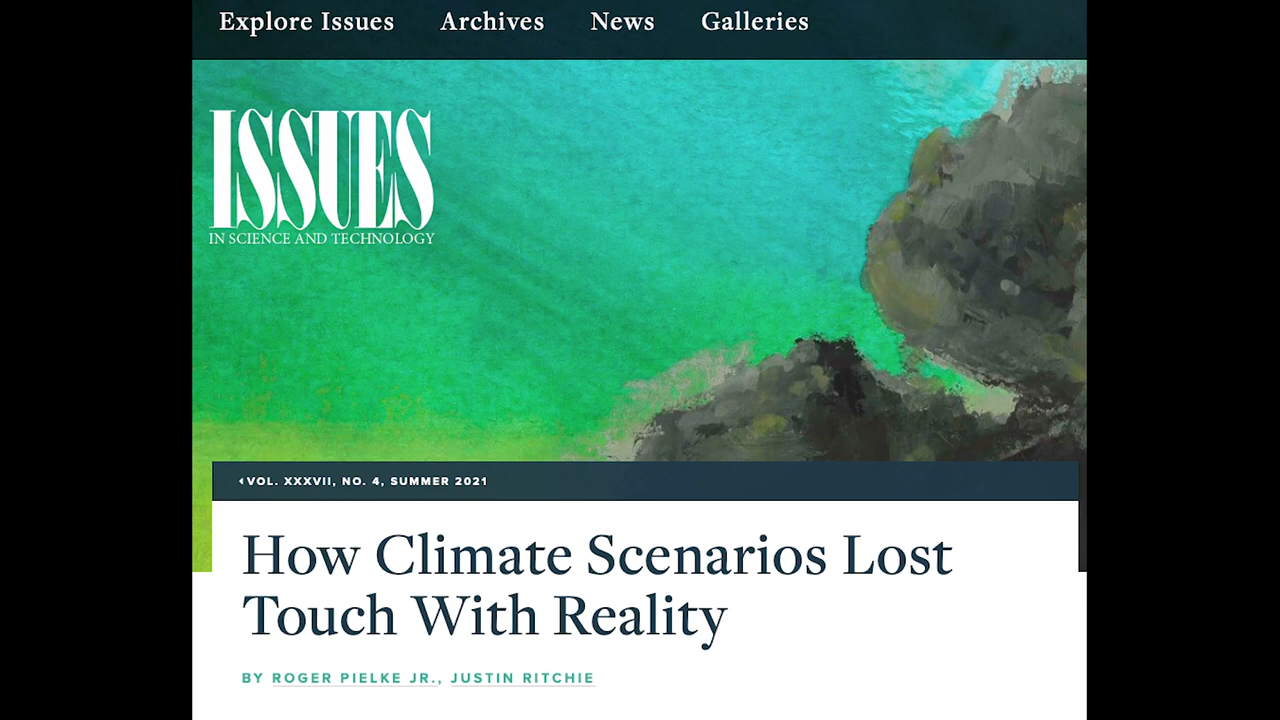 Explore Issues Archives News Galleries
ISSUES
IN SCIENCE AND TECHNOLOGY
VOL. XXXVII, NO. 4, SUMMER 2021
How Climate Scenarios Lost
Touch With Reality
BY ROGER PIELKE JR., JUSTIN RITCHIE